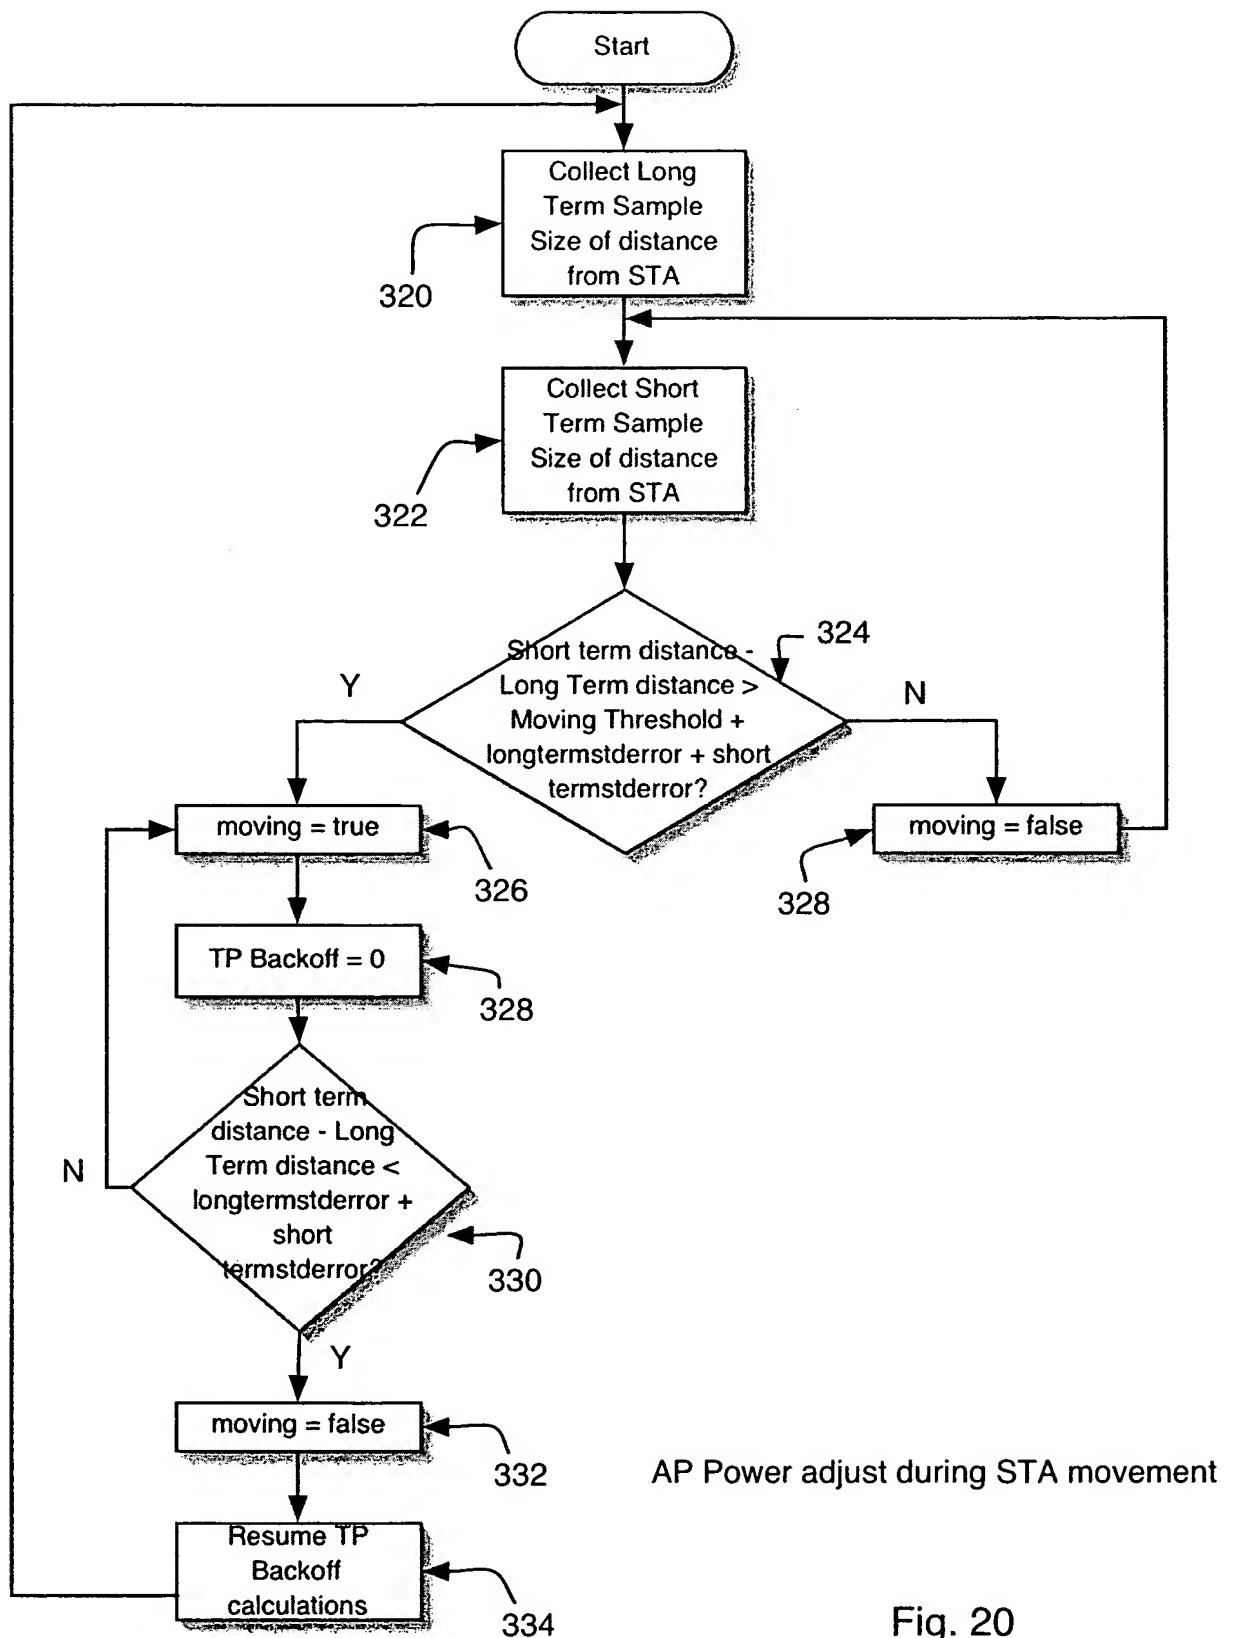 Start
Collect Long
Term Sample
Size of distance
from STA
320
Collect Short
Term Sample
Size of distance
from STA
322
Short term distance -
Long Term distance >
Moving Threshold +
longtermstderror + short
termstderror?
324
Y
N
moving = true
326
moving = false
328
TP Backoff = 0
328
Short term
distance - Long
Term distance <
longtermstderror +
short
termstderror?
330
N
Y
moving = false
332
AP Power adjust during STA movement
Resume TP
Backoff
calculations
334
Fig. 20